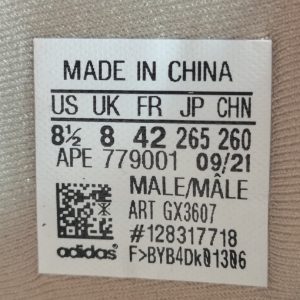 MADE IN CHINA
US UK FR JP CHN
8½ 8 42 265 260
APE 779001 09/21
MALE/MÂLE
ART GX3607
#128317718
adidas® F>BYB4Dk01306